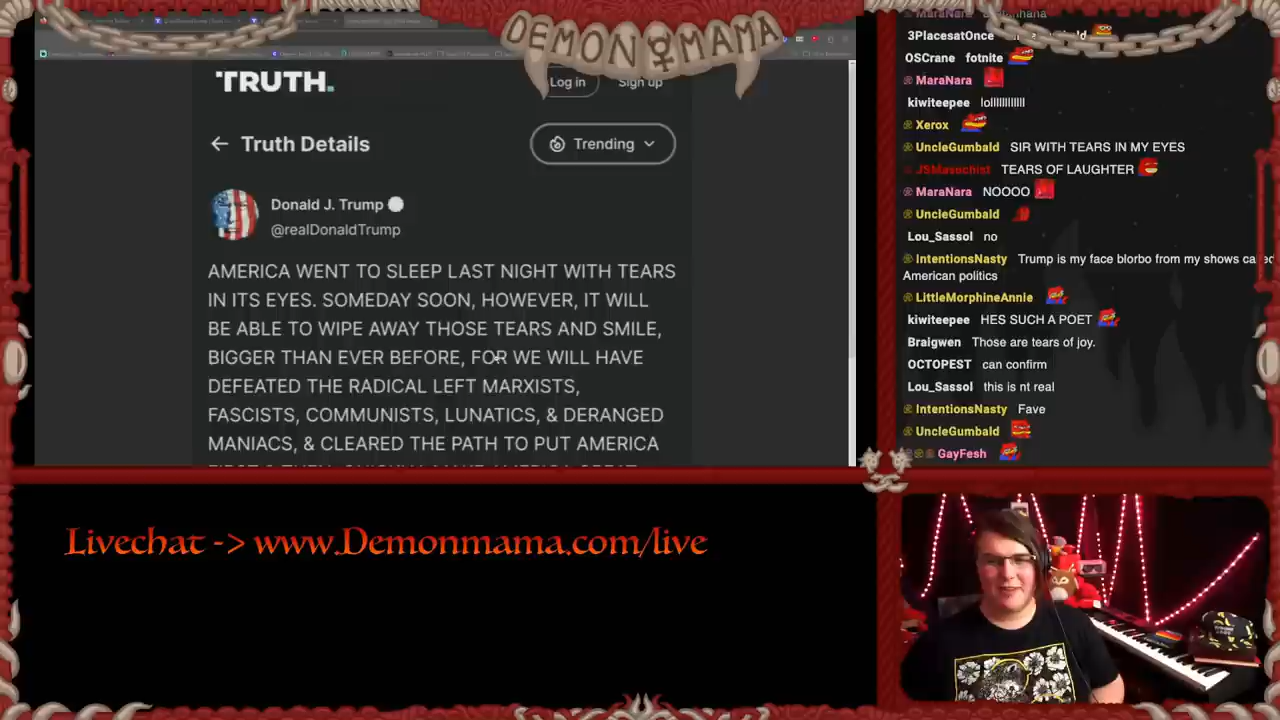 DEMON MAMA
TRUTH.
Log in
Sign up
Truth Details
Trending
Donald J. Trump
@realDonaldTrump
AMERICA WENT TO SLEEP LAST NIGHT WITH TEARS
IN ITS EYES. SOMEDAY SOON, HOWEVER, IT WILL
BE ABLE TO WIPE AWAY THOSE TEARS AND SMILE,
BIGGER THAN EVER BEFORE, FOR WE WILL HAVE
DEFEATED THE RADICAL LEFT MARXISTS,
FASCISTS, COMMUNISTS, LUNATICS, & DERANGED
MANIACS, & CLEARED THE PATH TO PUT AMERICA
MaraNara
3PlacesatOnce
OSCrane fotnite
MaraNara
kiwiteepee lolllllllllll
Xerox
UncleGumbald SIR WITH TEARS IN MY EYES
JSMasochist TEARS OF LAUGHTER
MaraNara NOOOO
UncleGumbald
Lou_Sassol no
IntentionsNasty Trump is my face blorbo from my shows called
American politics
LittleMorphineAnnie
kiwiteepee HES SUCH A POET
Braigwen Those are tears of joy.
OCTOPEST can confirm
Lou_Sassol this is nt real
IntentionsNasty Fave
UncleGumbald
GayFesh
Livechat -> www.Demonmama.com/live